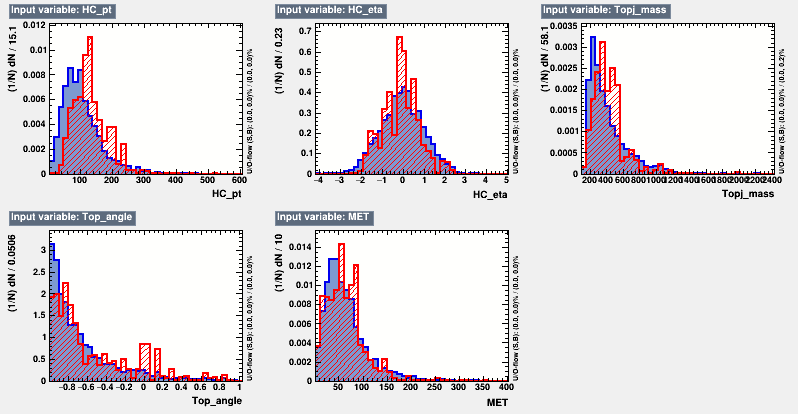 Input variable: HC_pt
(1/N) dN / 15.1
0.012
0.01
0.008
0.006
0.004
0.002
0
100 200 300 400 500 600
HC_pt
U/O-flow (S,B): (0.0, 0.0)% / (0.0, 0.0)%
Input variable: HC_eta
(1/N) dN / 0.23
0.7
0.6
0.5
0.4
0.3
0.2
0.1
0
−4 −3 −2 −1 0 1 2 3 4 5
HC_eta
U/O-flow (S,B): (0.0, 0.0)% / (0.0, 0.0)%
Input variable: Topj_mass
(1/N) dN / 58.1
0.0035
0.003
0.0025
0.002
0.0015
0.001
0.0005
0
200 400 600 800 1000 1200 1400 1600 1800 2000 2200 2400
Topj_mass
U/O-flow (S,B): (0.0, 0.0)% / (0.0, 0.2)%
Input variable: Top_angle
(1/N) dN / 0.0506
3
2.5
2
1.5
1
0.5
0
−0.8 −0.6 −0.4 −0.2 0 0.2 0.4 0.6 0.8 1
Top_angle
U/O-flow (S,B): (0.0, 0.0)% / (0.0, 0.0)%
Input variable: MET
(1/N) dN / 10
0.014
0.012
0.01
0.008
0.006
0.004
0.002
0
50 100 150 200 250 300 350 400
MET
U/O-flow (S,B): (0.0, 0.0)% / (0.0, 0.0)%